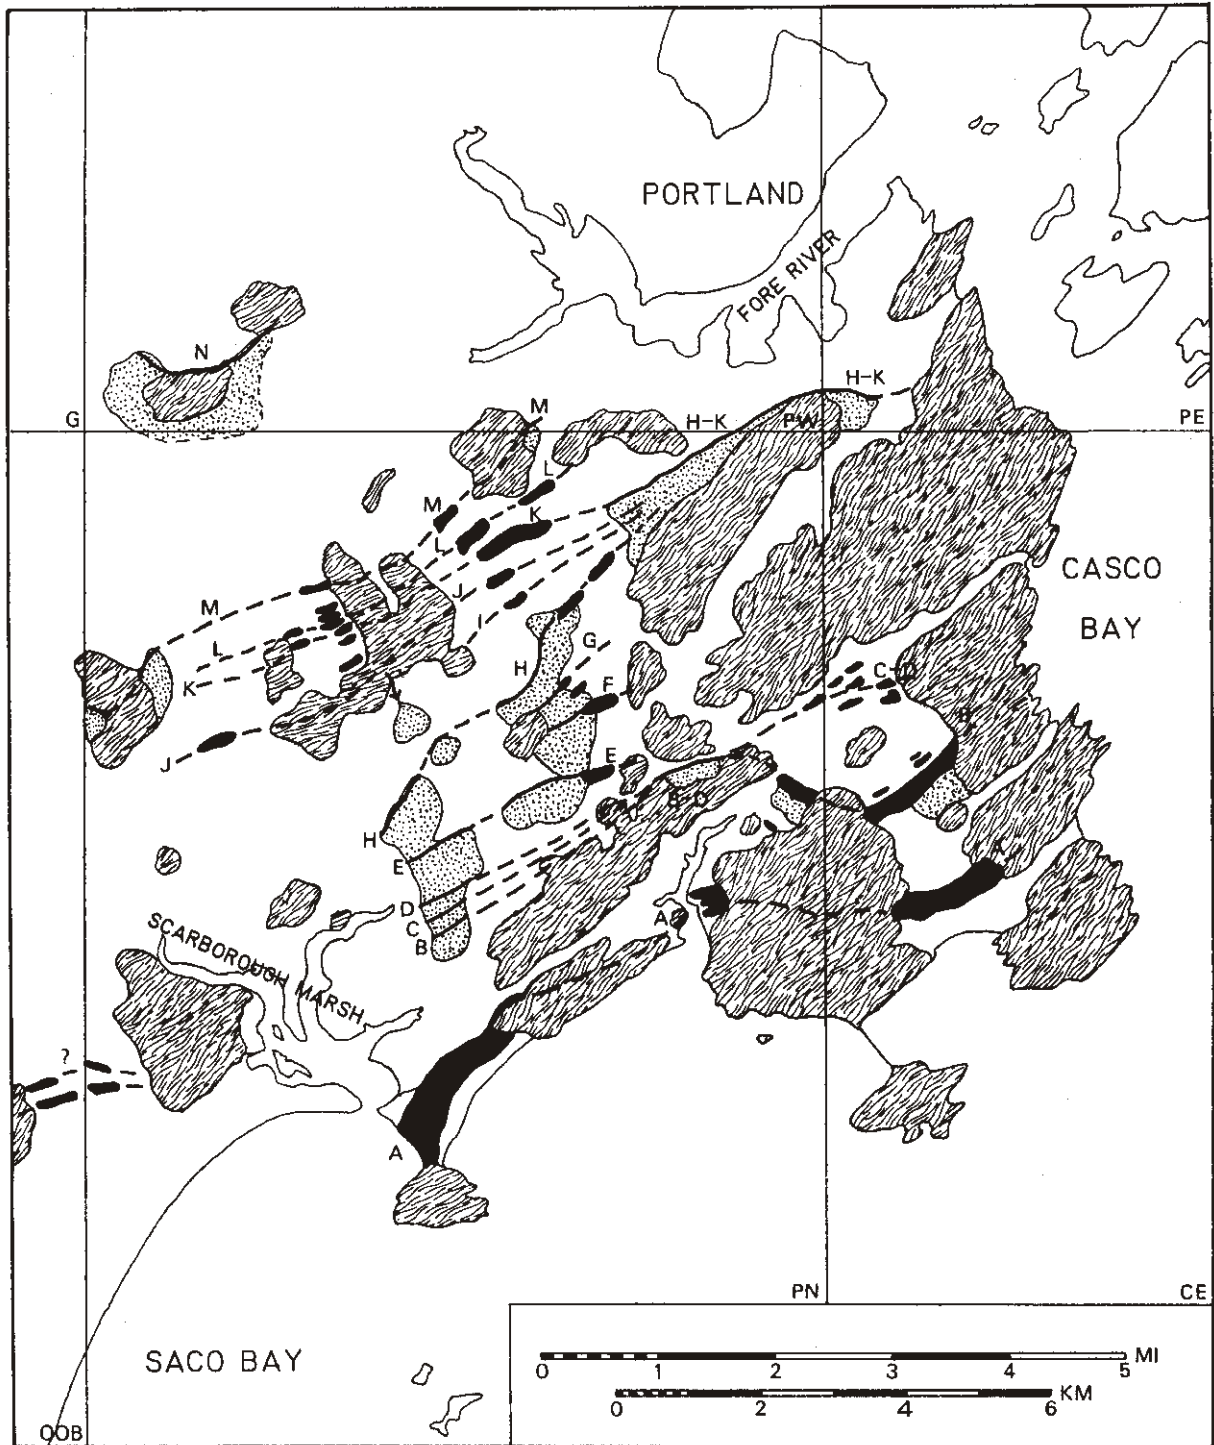 PORTLAND
FORE RIVER
N
H-K
M
G
H-K
PW
PE
L
M
K
L
CASCO
BAY
J
M
I
L
G
H
C-D
K
F
B
J
E
B-D
H
E
A
D
A
C
B
SCARBOROUGH MARSH
?
A
PN
CE
MI
0 1 2 3 4 5
SACO BAY
KM
0 2 4 6
OOB